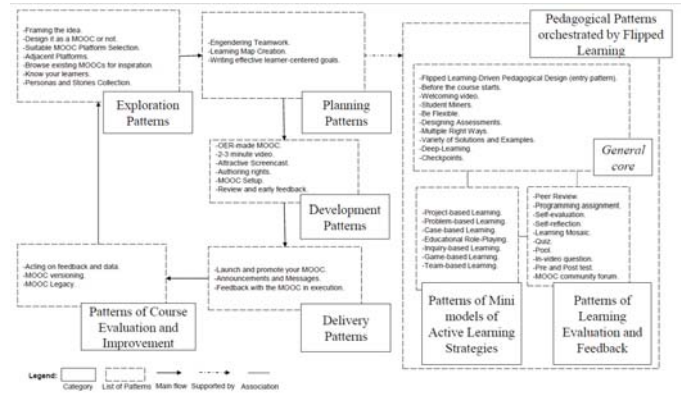 -Framing the idea.
-Design it as a MOOC or not.
-Suitable MOOC Platform Selection.
-Adjacent Platforms.
-Browse existing MOOCs for inspiration.
-Know your learners.
-Personas and Stories Collection.
Exploration
Patterns
-Engendering Teamwork.
-Learning Map Creation.
-Writing effective learner-centered goals.
Planning
Patterns
Pedagogical Patterns
orchestrated by Flipped
Learning
-Flipped Learning-Driven Pedagogical Design (entry pattern).
-Before the course starts.
-Welcoming video.
-Student Miners.
-Be Flexible.
-Designing Assessments.
-Multiple Right Ways.
-Variety of Solutions and Examples.
-Deep-Learning.
-Checkpoints.
General
core
-OER-made MOOC.
-2-3 minute video.
-Attractive Screencast.
-Authoring rights.
-MOOC Setup.
-Review and early feedback.
Development
Patterns
-Project-based Learning.
-Problem-based Learning.
-Case-based Learning.
-Educational Role-Playing.
-Inquiry-based Learning.
-Game-based Learning.
-Team-based Learning.
Patterns of Mini
models of
Active Learning
Strategies
-Peer Review.
-Programming assignment.
-Self-evaluation.
-Self-reflection.
-Learning Mosaic.
-Quiz.
-Pool.
-In-video question.
-Pre and Post test.
-MOOC community forum.
Patterns of
Learning
Evaluation and
Feedback
-Acting on feedback and data.
-MOOC versioning.
-MOOC Legacy.
Patterns of Course
Evaluation and
Improvement
-Launch and promote your MOOC.
-Announcements and Messages.
-Feedback with the MOOC in execution.
Delivery
Patterns
Legend:
Category
List of Patterns
Main flow
Supported by
Association